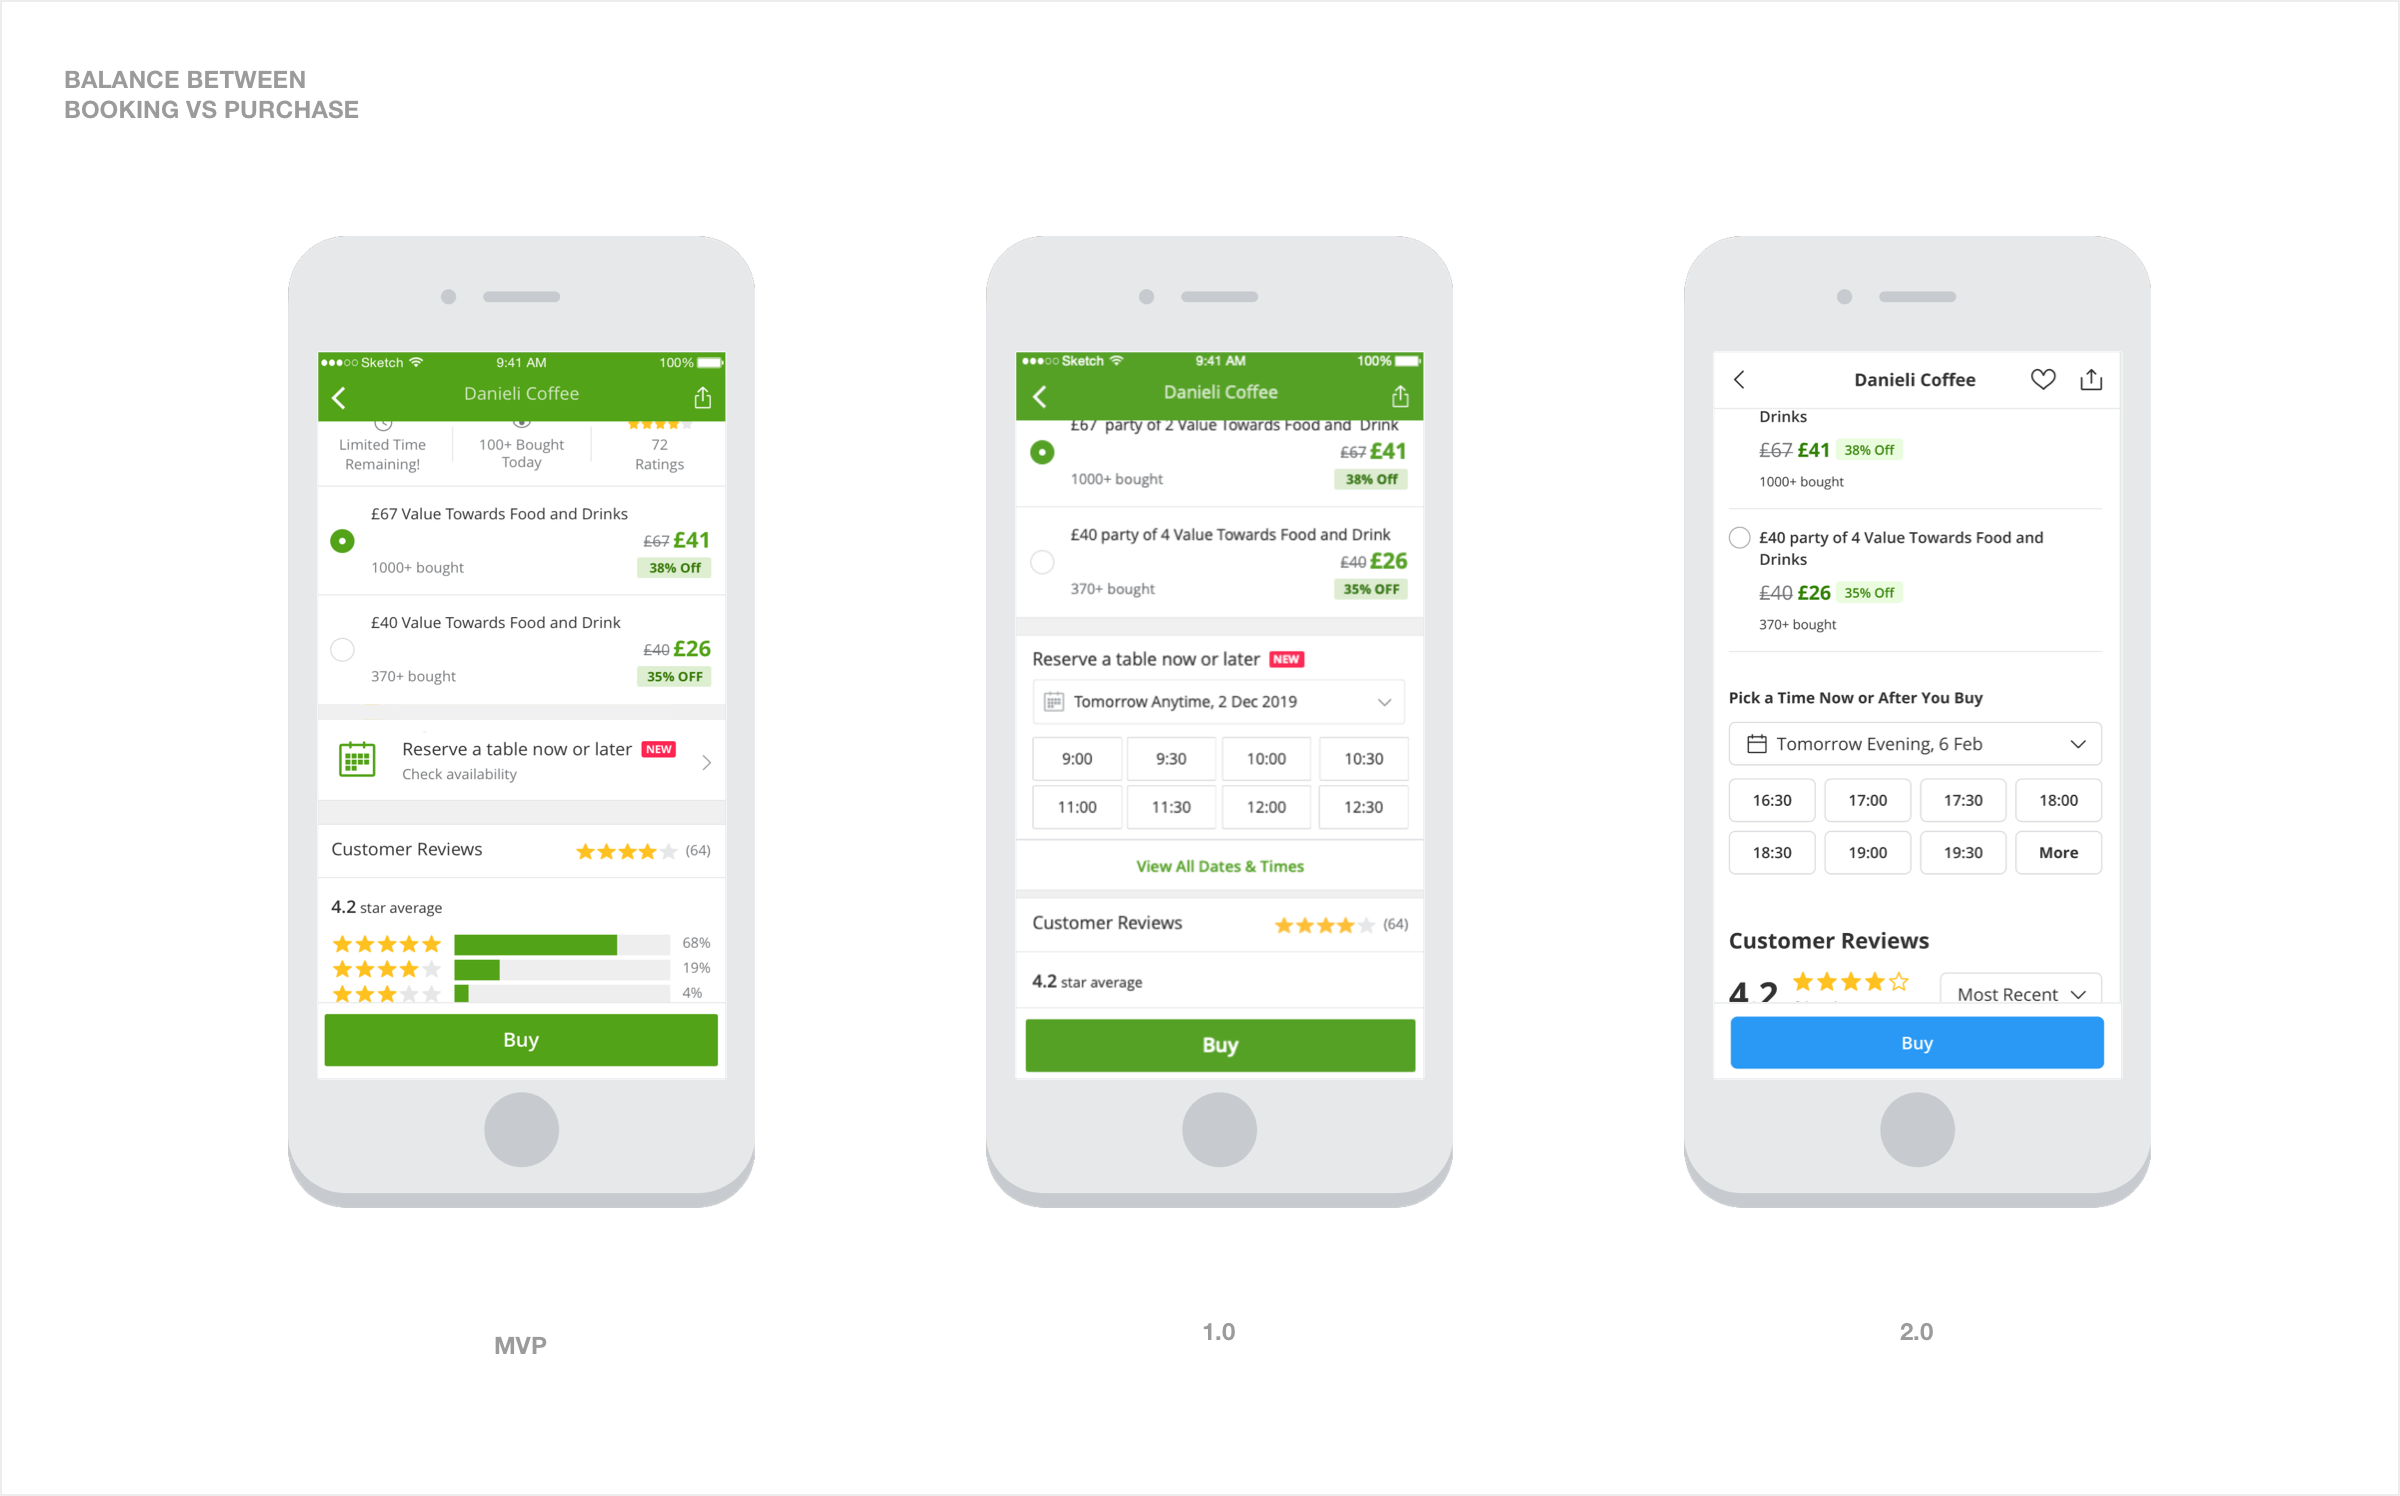 BALANCE BETWEEN
BOOKING VS PURCHASE
Sketch 9:41 AM 100%
Danieli Coffee
Limited Time
Remaining!
100+ Bought
Today
72
Ratings
£67 Value Towards Food and Drinks
£67 £41
1000+ bought
38% Off
£40 Value Towards Food and Drink
£40 £26
370+ bought
35% OFF
Reserve a table now or later NEW
Check availability
Customer Reviews (64)
4.2 star average
68%
19%
4%
Buy
MVP
Sketch 9:41 AM 100%
Danieli Coffee
£67 party of 2 Value Towards Food and Drink
£67 £41
1000+ bought
38% Off
£40 party of 4 Value Towards Food and Drink
£40 £26
370+ bought
35% OFF
Reserve a table now or later NEW
Tomorrow Anytime, 2 Dec 2019
9:00 9:30 10:00 10:30
11:00 11:30 12:00 12:30
View All Dates & Times
Customer Reviews (64)
4.2 star average
Buy
1.0
Danieli Coffee
Drinks
£67 £41 38% Off
1000+ bought
£40 party of 4 Value Towards Food and
Drinks
£40 £26 35% Off
370+ bought
Pick a Time Now or After You Buy
Tomorrow Evening, 6 Feb
16:30 17:00 17:30 18:00
18:30 19:00 19:30 More
Customer Reviews
4.2 Most Recent
Buy
2.0